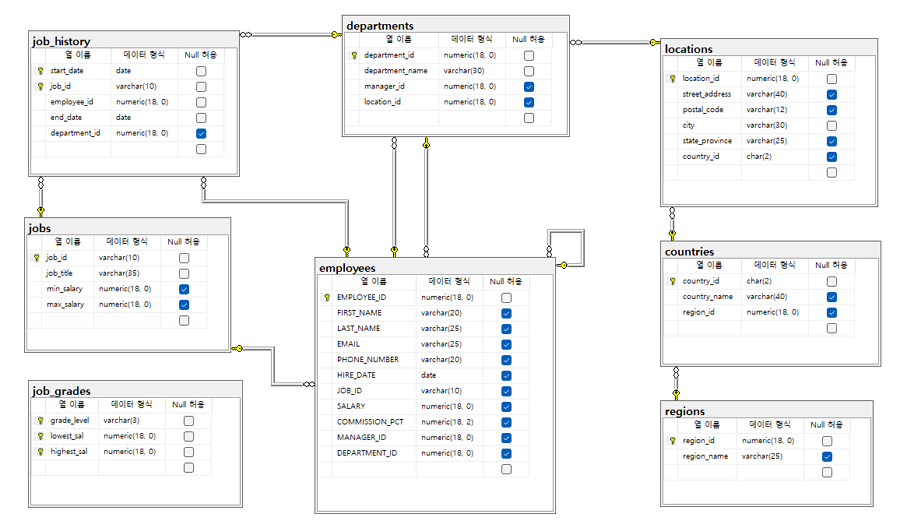 job_history
열 이름 데이터 형식 Null 허용
start_date date
job_id varchar(10)
employee_id numeric(18, 0)
end_date date
department_id numeric(18, 0)
departments
열 이름 데이터 형식 Null 허용
department_id numeric(18, 0)
department_name varchar(30)
manager_id numeric(18, 0)
location_id numeric(18, 0)
locations
열 이름 데이터 형식 Null 허용
location_id numeric(18, 0)
street_address varchar(40)
postal_code varchar(12)
city varchar(30)
state_province varchar(25)
country_id char(2)
jobs
열 이름 데이터 형식 Null 허용
job_id varchar(10)
job_title varchar(35)
min_salary numeric(18, 0)
max_salary numeric(18, 0)
employees
열 이름 데이터 형식 Null 허용
EMPLOYEE_ID numeric(18, 0)
FIRST_NAME varchar(20)
LAST_NAME varchar(25)
EMAIL varchar(25)
PHONE_NUMBER varchar(20)
HIRE_DATE date
JOB_ID varchar(10)
SALARY numeric(18, 0)
COMMISSION_PCT numeric(18, 2)
MANAGER_ID numeric(18, 0)
DEPARTMENT_ID numeric(18, 0)
countries
열 이름 데이터 형식 Null 허용
country_id char(2)
country_name varchar(40)
region_id numeric(18, 0)
job_grades
열 이름 데이터 형식 Null 허용
grade_level varchar(3)
lowest_sal numeric(18, 0)
highest_sal numeric(18, 0)
regions
열 이름 데이터 형식 Null 허용
region_id numeric(18, 0)
region_name varchar(25)